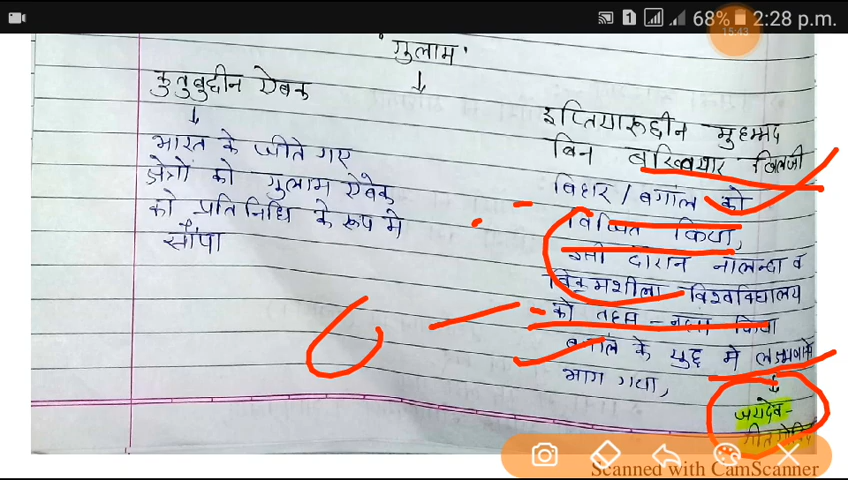 68% 2:28 p.m.
15:43
'गुलाम'
↓
कुतुबुद्दीन ऐबक
↓
भारत के जीते गए
क्षेत्रों को गुलाम ऐबक
को प्रतिनिधि के रूप मे
सौंपा
इख्तियारूद्दीन मुहम्मद
बिन बख्तियार खिलजी
बिहार / बंगाल को
विजित किया,
इसी दौरान नालन्दा व
विक्रमशीला विश्वविद्यालय
को तहस-नहस किया
बंगाल के युद्ध मे लक्ष्मणसेन
भाग गया,
↓
जयदेव-
गीतगोविंद
Scanned with CamScanner